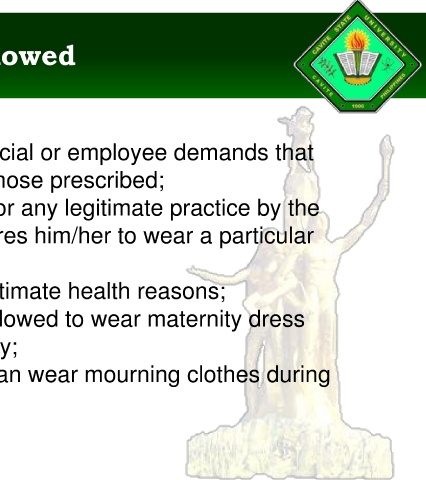 lowed
CAVITE STATE UNIVERSITY
CAVITE
PHILIPPINES
1906
cial or employee demands that
hose prescribed;
or any legitimate practice by the
res him/her to wear a particular
timate health reasons;
lowed to wear maternity dress
y;
an wear mourning clothes during